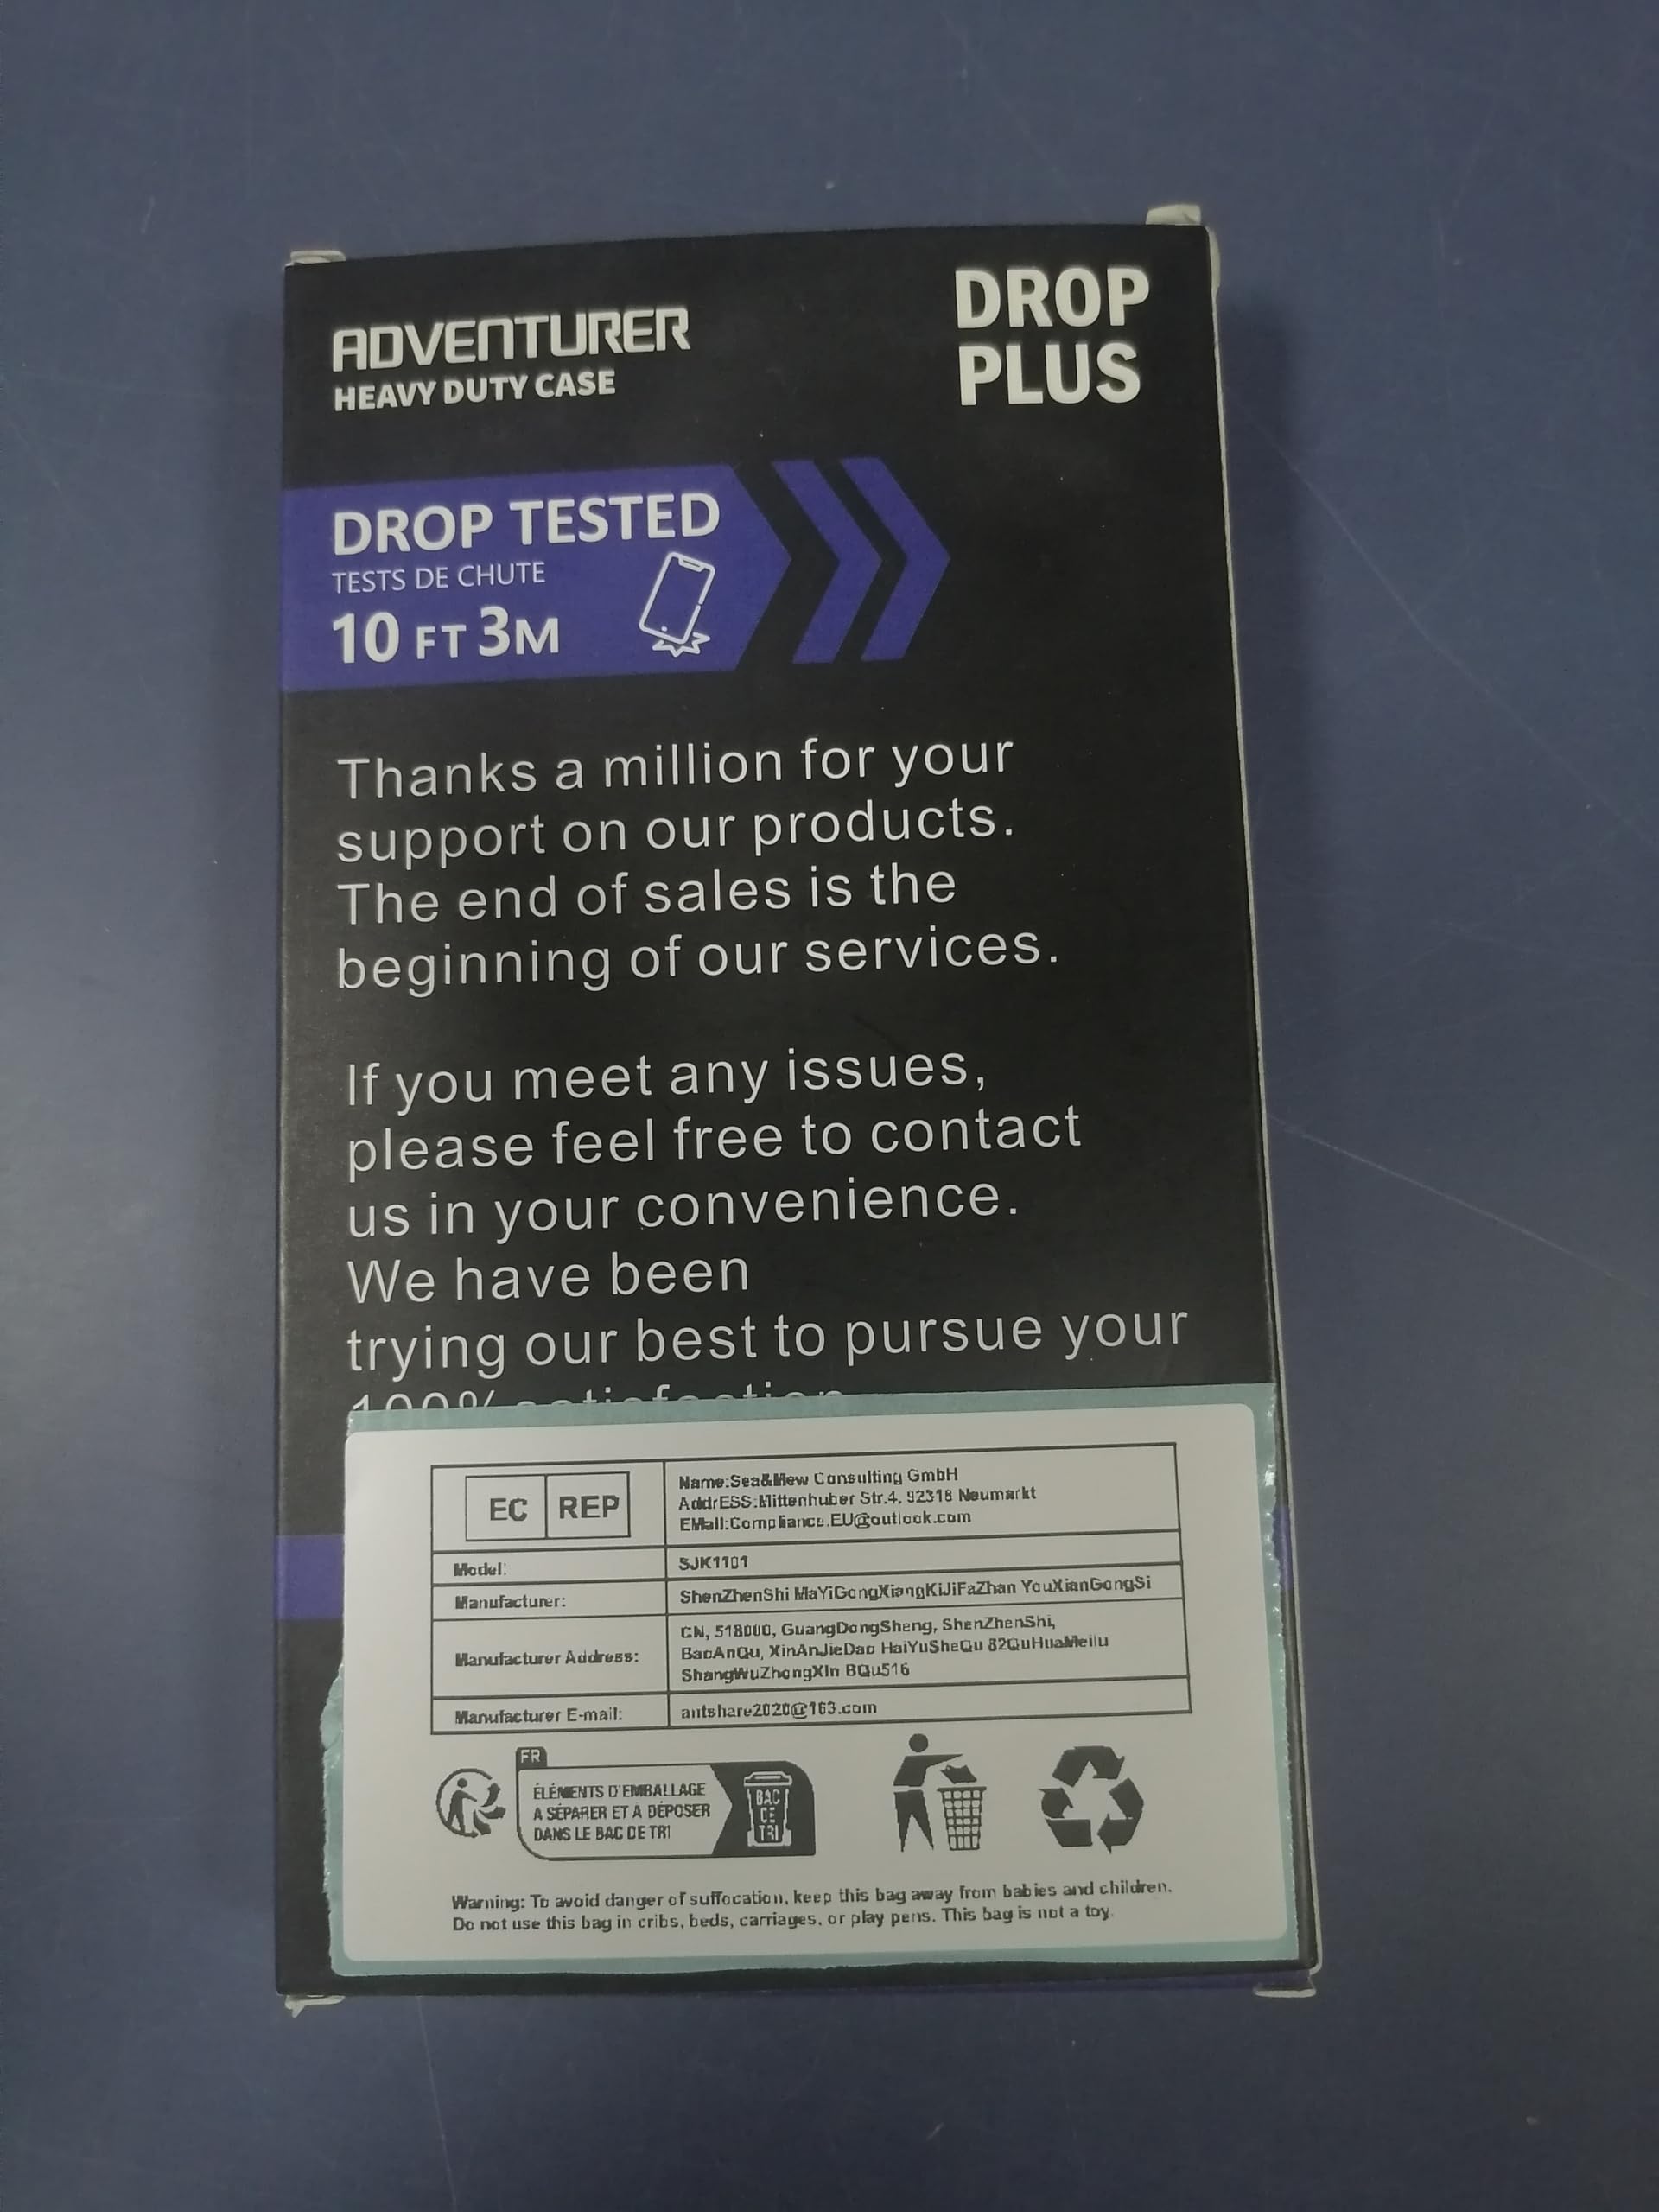 ADVENTURER
HEAVY DUTY CASE
DROP
PLUS
DROP TESTED
TESTS DE CHUTE
10 FT 3M
Thanks a million for your
support on our products.
The end of sales is the
beginning of our services.
If you meet any issues,
please feel free to contact
us in your convenience.
We have been
trying our best to pursue your
100% satisfaction
EC REP
Name:Sea&Mew Consulting GmbH
AddrESS:Mittenhuber Str.4, 92318 Neumarkt
EMail:Compliance.EU@outlook.com
Model:
SJK1101
Manufacturer:
ShenZhenShi MaYiGongXiangKiJiFaZhan YouXianGongSi
Manufacturer Address:
CN, 518000, GuangDongSheng, ShenZhenShi,
BaoAnQu, XinAnJieDao HaiYuSheQu 82QuHuaMeilu
ShangWuZhongXin BQu516
Manufacturer E-mail:
antshare2020@163.com
FR
ÉLÉMENTS D'EMBALLAGE
A SÉPARER ET A DÉPOSER
DANS LE BAC DE TRI
BAC
DE
TRI
Warning: To avoid danger of suffocation, keep this bag away from babies and children.
Do not use this bag in cribs, beds, carriages, or play pens. This bag is not a toy.